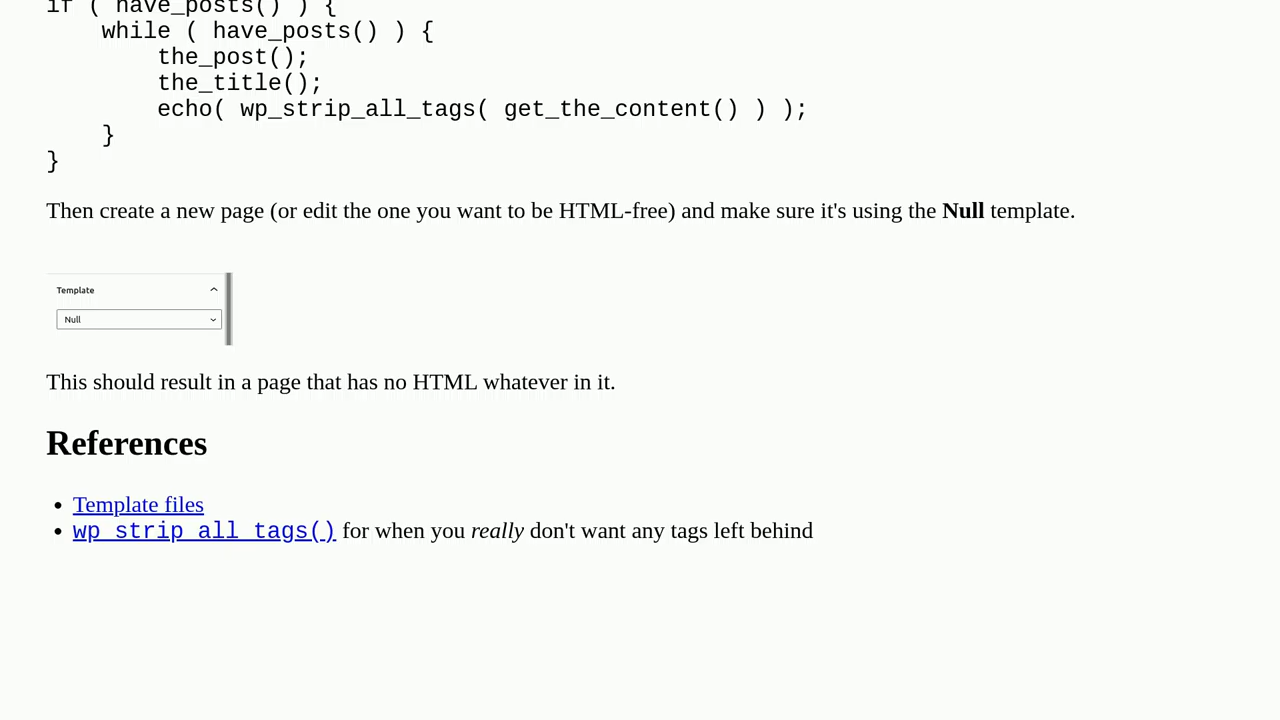 if ( have_posts() ) {
    while ( have_posts() ) {
        the_post();
        the_title();
        echo( wp_strip_all_tags( get_the_content() ) );
    }
}
Then create a new page (or edit the one you want to be HTML-free) and make sure it's using the Null template.
Template
Null
This should result in a page that has no HTML whatever in it.
References
• Template files
• wp_strip_all_tags() for when you really don't want any tags left behind